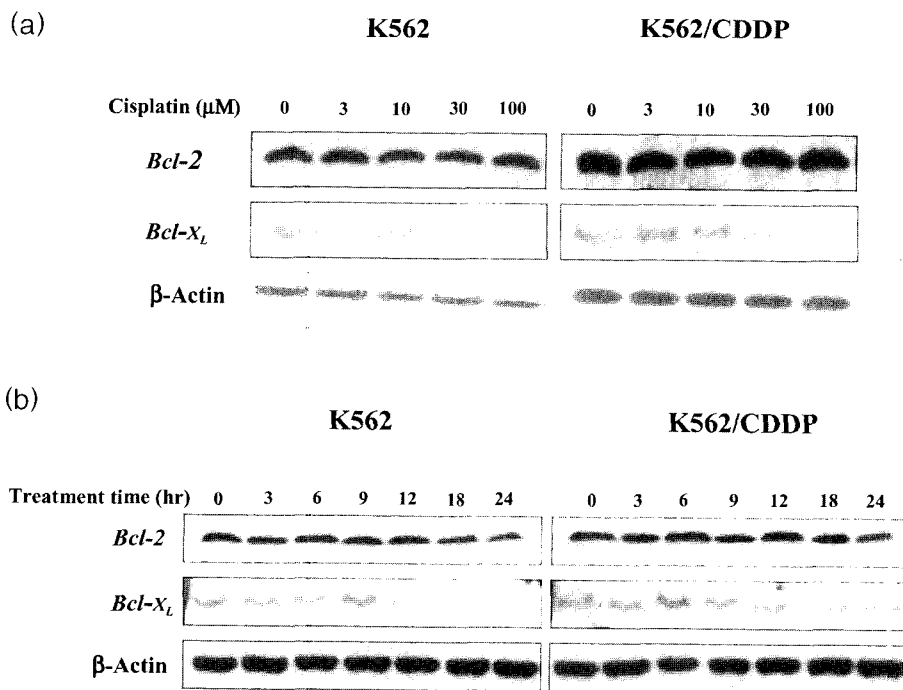 (a)
K562 K562/CDDP
Cisplatin (μM) 0 3 10 30 100 0 3 10 30 100
Bcl-2
Bcl-XL
β-Actin
(b)
K562 K562/CDDP
Treatment time (hr) 0 3 6 9 12 18 24 0 3 6 9 12 18 24
Bcl-2
Bcl-XL
β-Actin